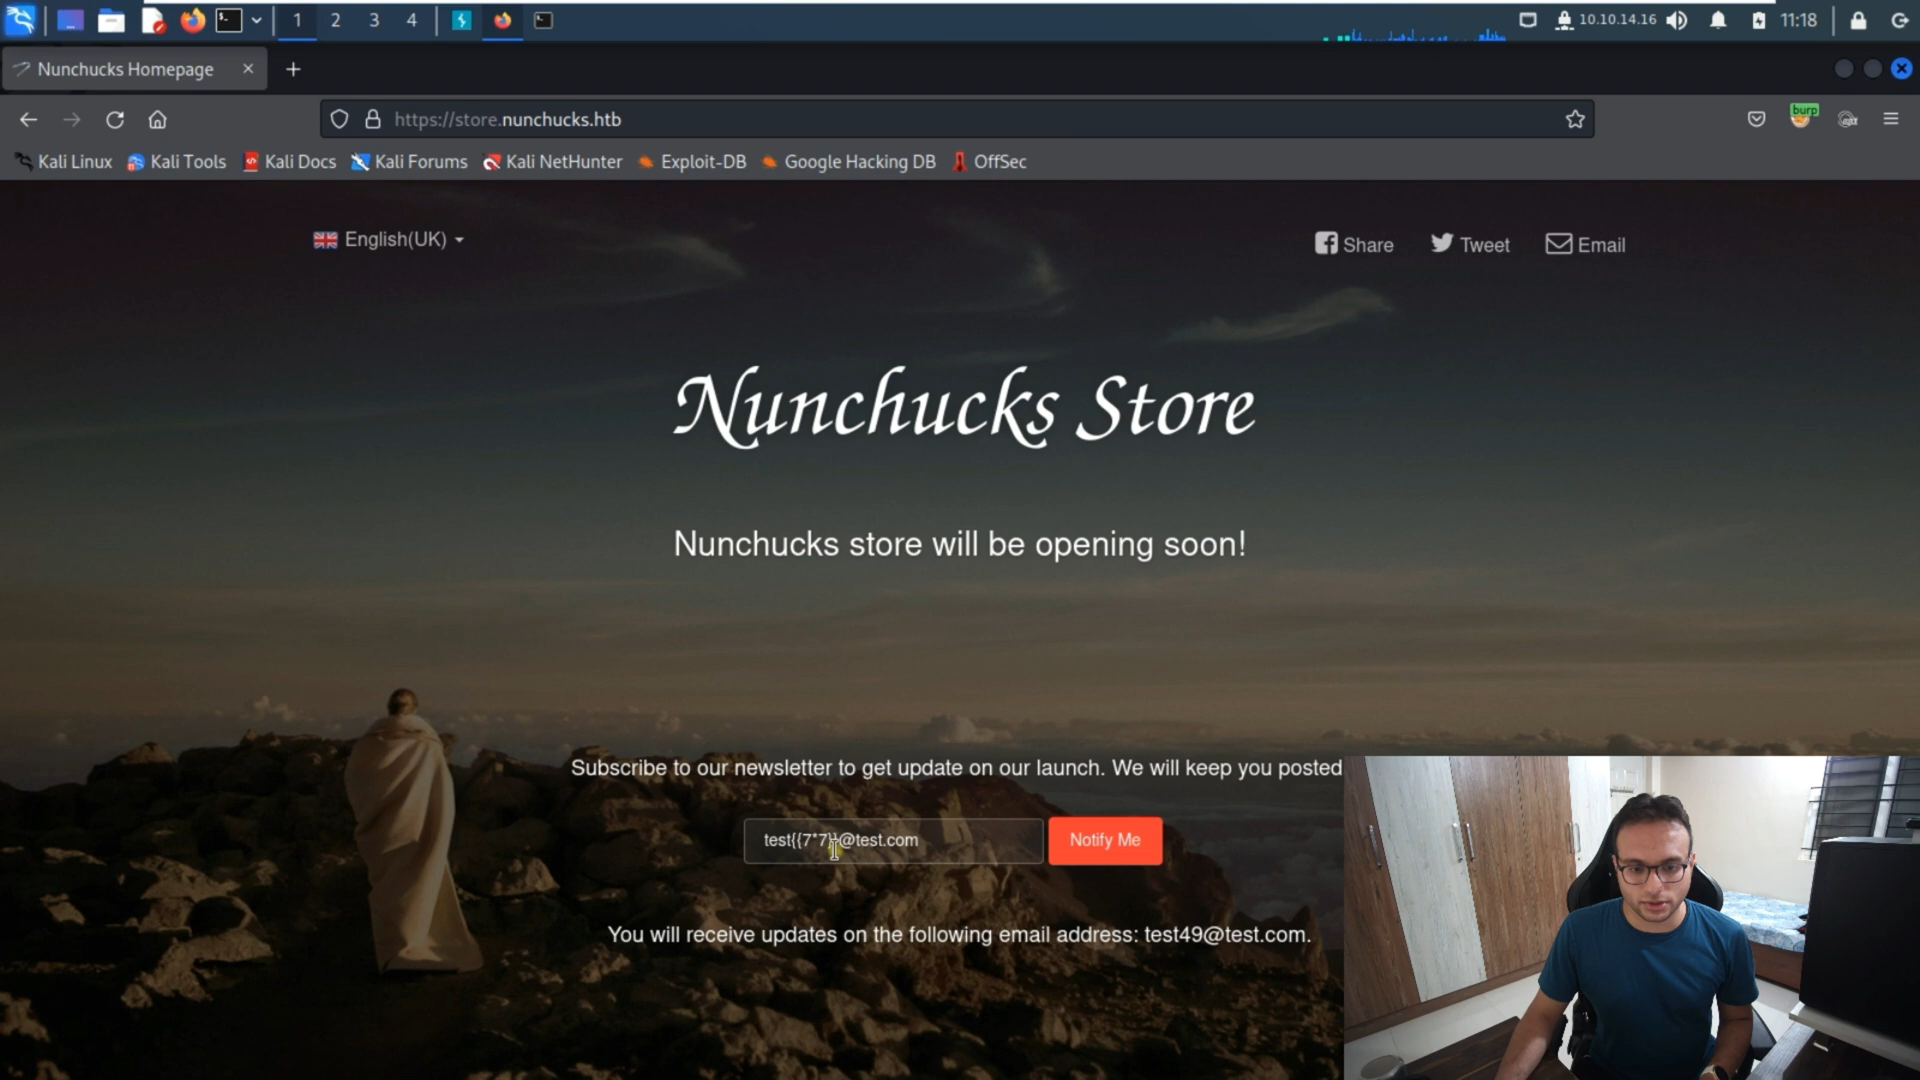 1 2 3 4 10.10.14.16 11:18
Nunchucks Homepage
https://store.nunchucks.htb
burp
Kali Linux Kali Tools Kali Docs Kali Forums Kali NetHunter Exploit-DB Google Hacking DB OffSec
English(UK) Share Tweet Email
Nunchucks Store
Nunchucks store will be opening soon!
Subscribe to our newsletter to get update on our launch. We will keep you posted
test{{7*7}}@test.com Notify Me
You will receive updates on the following email address: test49@test.com.